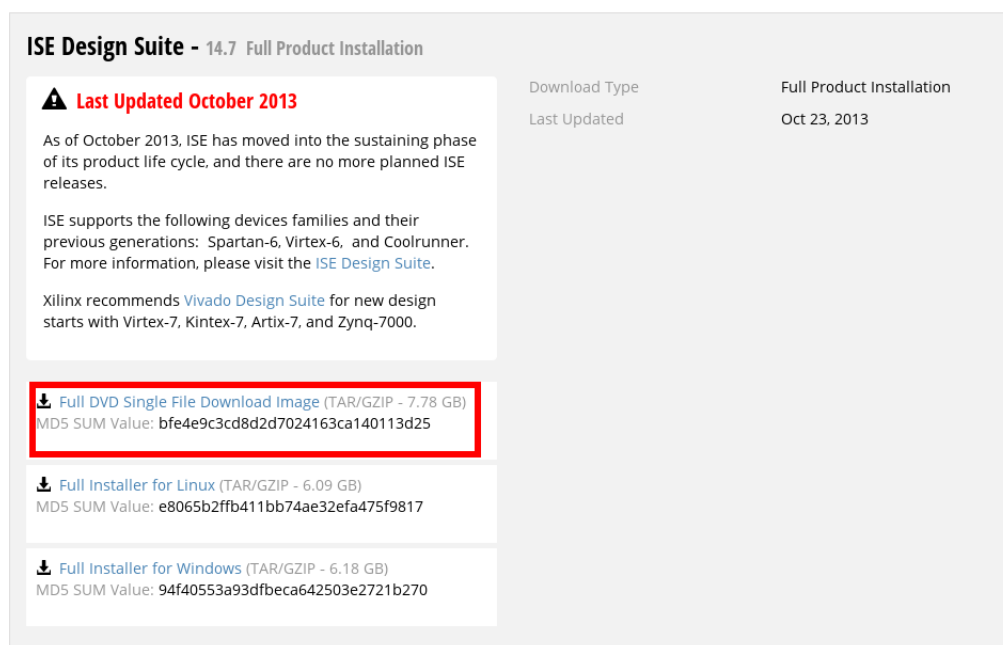 ISE Design Suite - 14.7 Full Product Installation
Last Updated October 2013
As of October 2013, ISE has moved into the sustaining phase
of its product life cycle, and there are no more planned ISE
releases.
ISE supports the following devices families and their
previous generations: Spartan-6, Virtex-6, and Coolrunner.
For more information, please visit the ISE Design Suite.
Xilinx recommends Vivado Design Suite for new design
starts with Virtex-7, Kintex-7, Artix-7, and Zynq-7000.
Download Type Full Product Installation
Last Updated Oct 23, 2013
Full DVD Single File Download Image (TAR/GZIP - 7.78 GB)
MD5 SUM Value: bfe4e9c3cd8d2d7024163ca140113d25
Full Installer for Linux (TAR/GZIP - 6.09 GB)
MD5 SUM Value: e8065b2ffb411bb74ae32efa475f9817
Full Installer for Windows (TAR/GZIP - 6.18 GB)
MD5 SUM Value: 94f40553a93dfbeca642503e2721b270